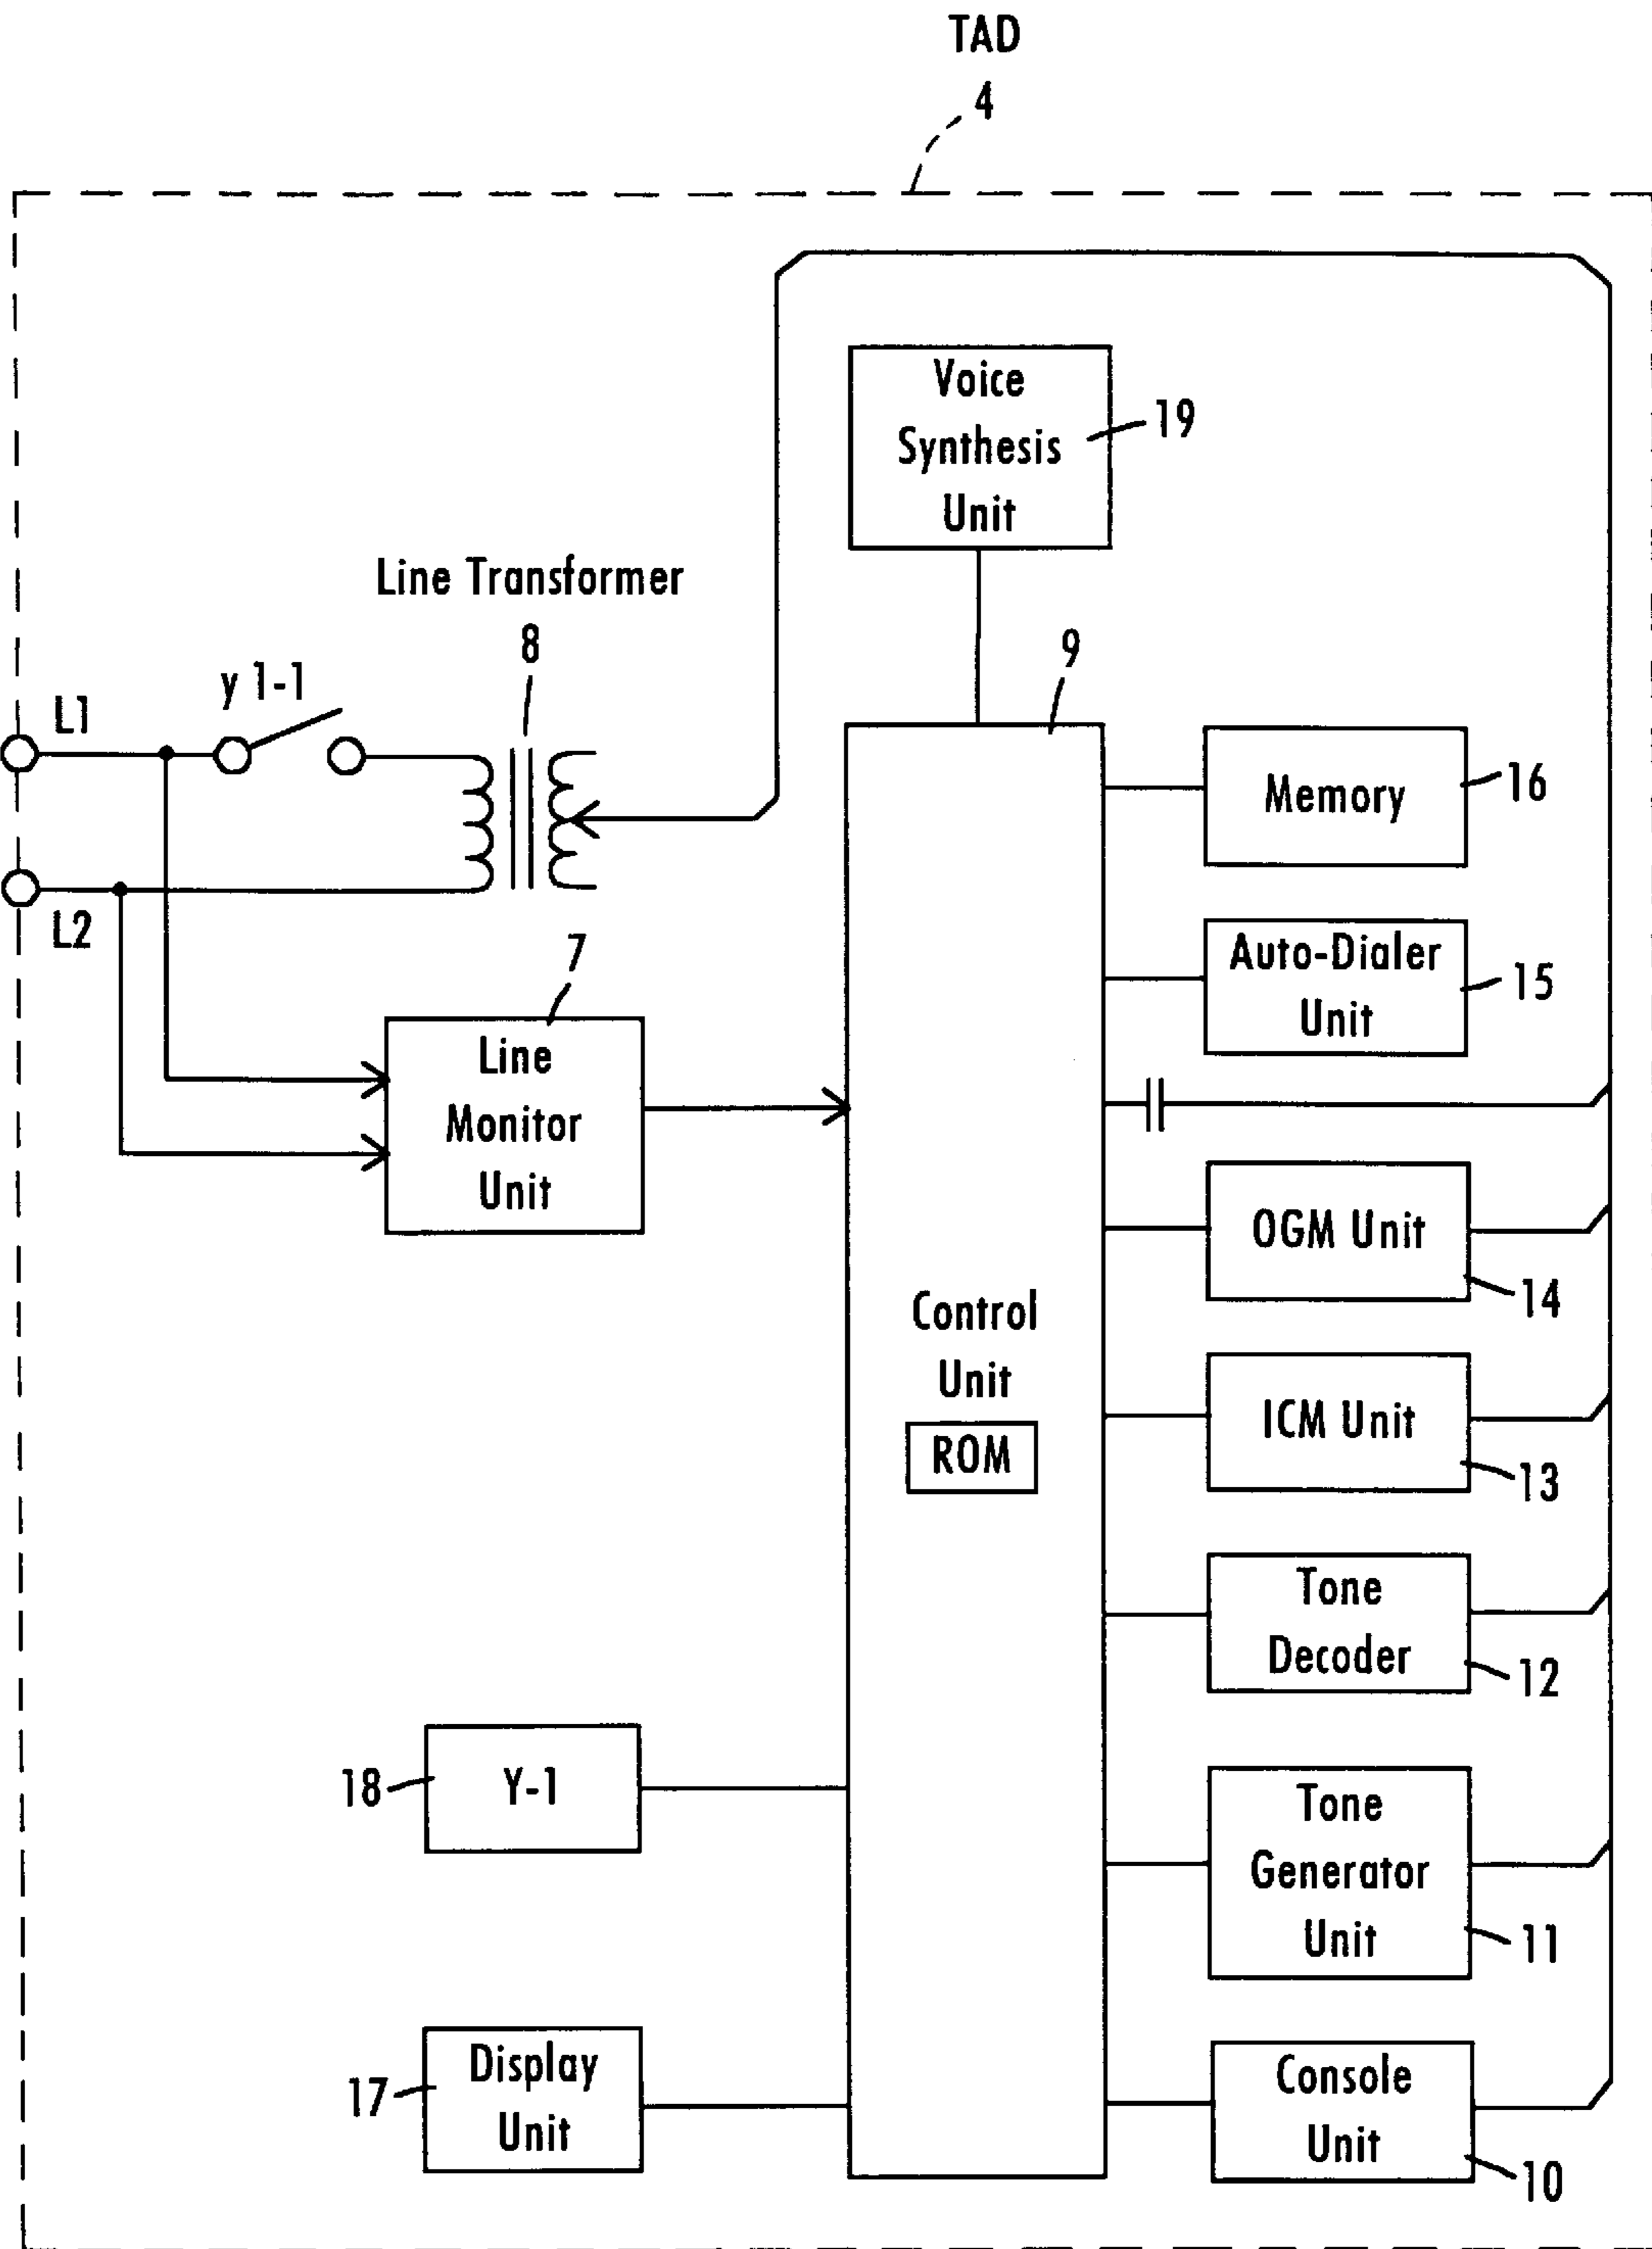 TAD
4
Voice
Synthesis
Unit
19
Line Transformer
8
9
y 1-1
L1
L2
Memory
16
7
Line
Monitor
Unit
Auto-Dialer
Unit
15
OGM Unit
14
Control
Unit
ROM
ICM Unit
13
Tone
Decoder
12
18
Y-1
Tone
Generator
Unit
11
17
Display
Unit
Console
Unit
10